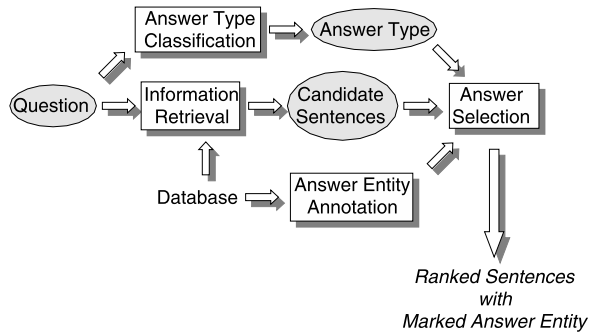 Answer Type
Classification
Answer Type
Question
Information
Retrieval
Candidate
Sentences
Answer
Selection
Database
Answer Entity
Annotation
Ranked Sentences
with
Marked Answer Entity